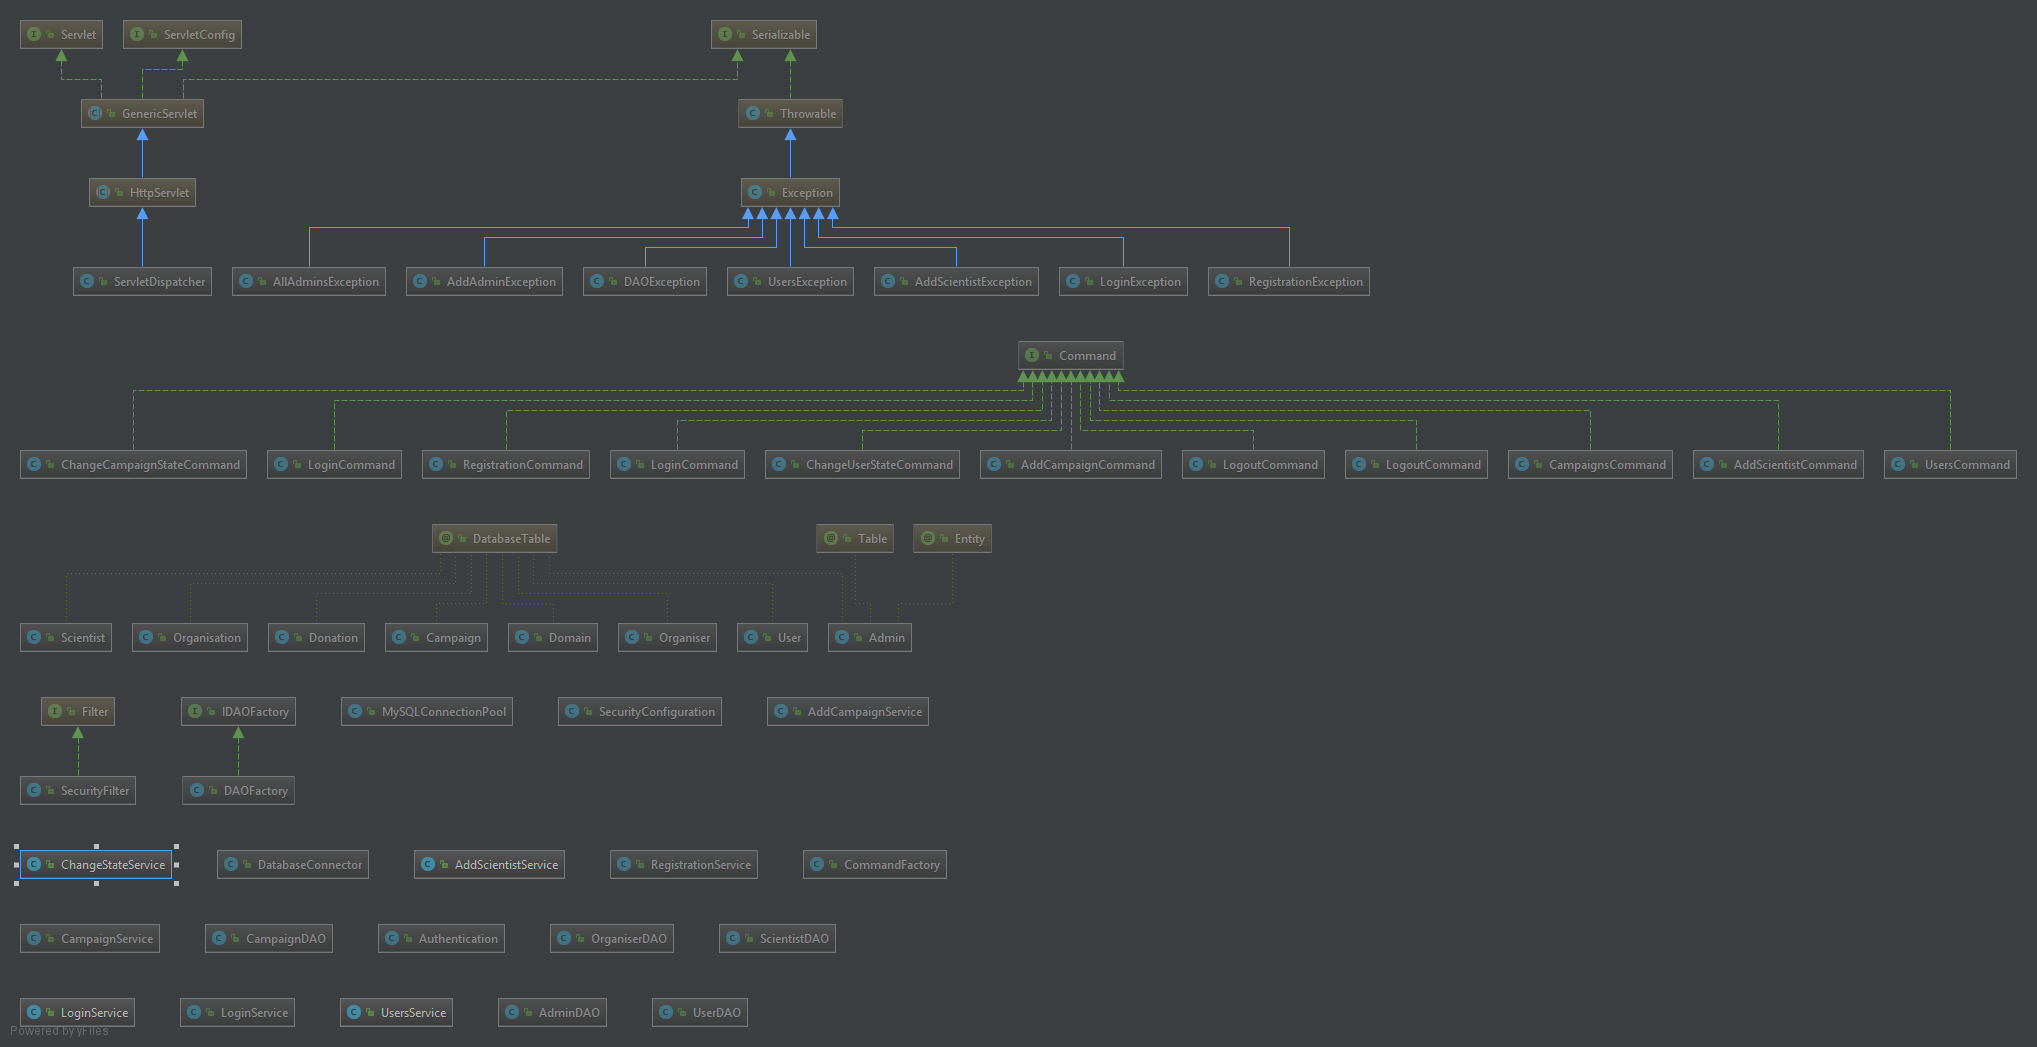 Servlet ServletConfig Serializable
GenericServlet Throwable
HttpServlet Exception
ServletDispatcher AllAdminsException AddAdminException DAOException UsersException AddScientistException LoginException RegistrationException
Command
ChangeCampaignStateCommand LoginCommand RegistrationCommand LoginCommand ChangeUserStateCommand AddCampaignCommand LogoutCommand LogoutCommand CampaignsCommand AddScientistCommand UsersCommand
DatabaseTable Table Entity
Scientist Organisation Donation Campaign Domain Organiser User Admin
Filter IDAOFactory MySQLConnectionPool SecurityConfiguration AddCampaignService
SecurityFilter DAOFactory
ChangeStateService DatabaseConnector AddScientistService RegistrationService CommandFactory
CampaignService CampaignDAO Authentication OrganiserDAO ScientistDAO
LoginService LoginService UsersService AdminDAO UserDAO
Powered by yFiles